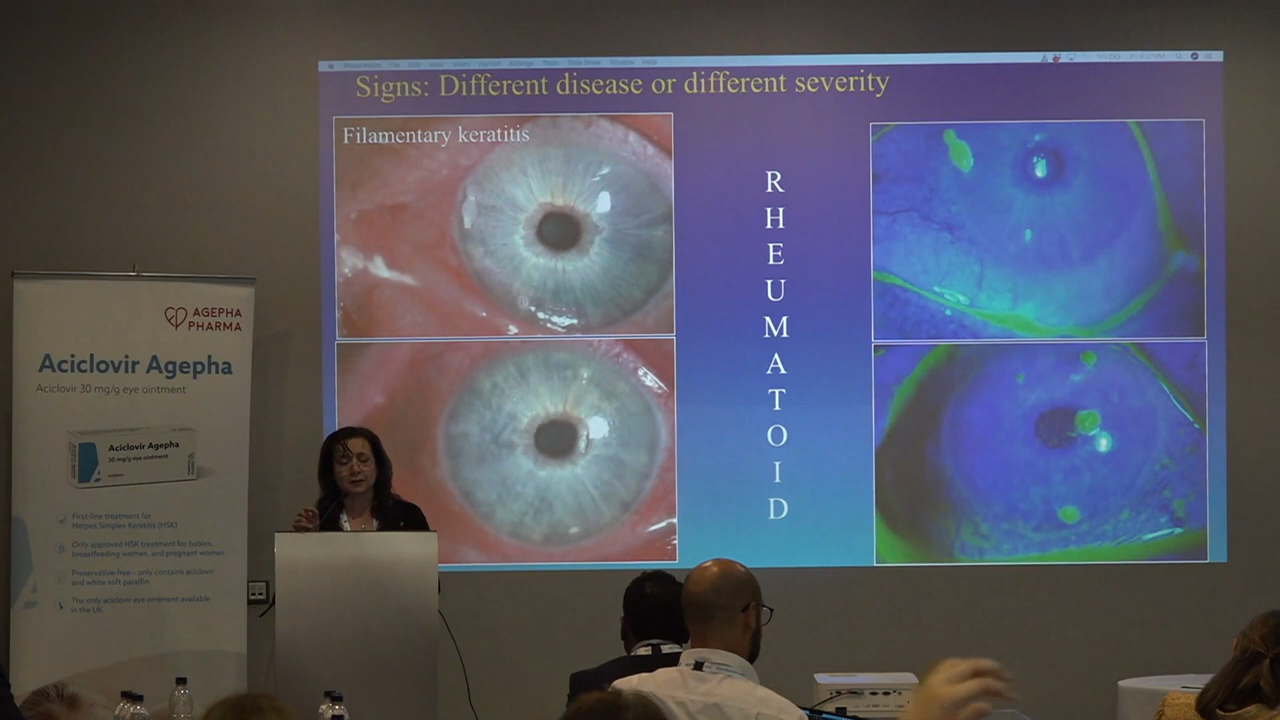 Signs: Different disease or different severity
Filamentary keratitis
R
H
E
U
M
A
T
O
I
D
AGEPHA
PHARMA
Aciclovir Agepha
Aciclovir 30 mg/g eye ointment
Aciclovir Agepha
30 mg/g eye ointment
First-line treatment for
Herpes Simplex Keratitis (HSK)
Only approved HSK treatment for babies,
breastfeeding women, and pregnant women
Preservative-free – only contains aciclovir
and white soft paraffin
The only aciclovir eye ointment available
in the UK